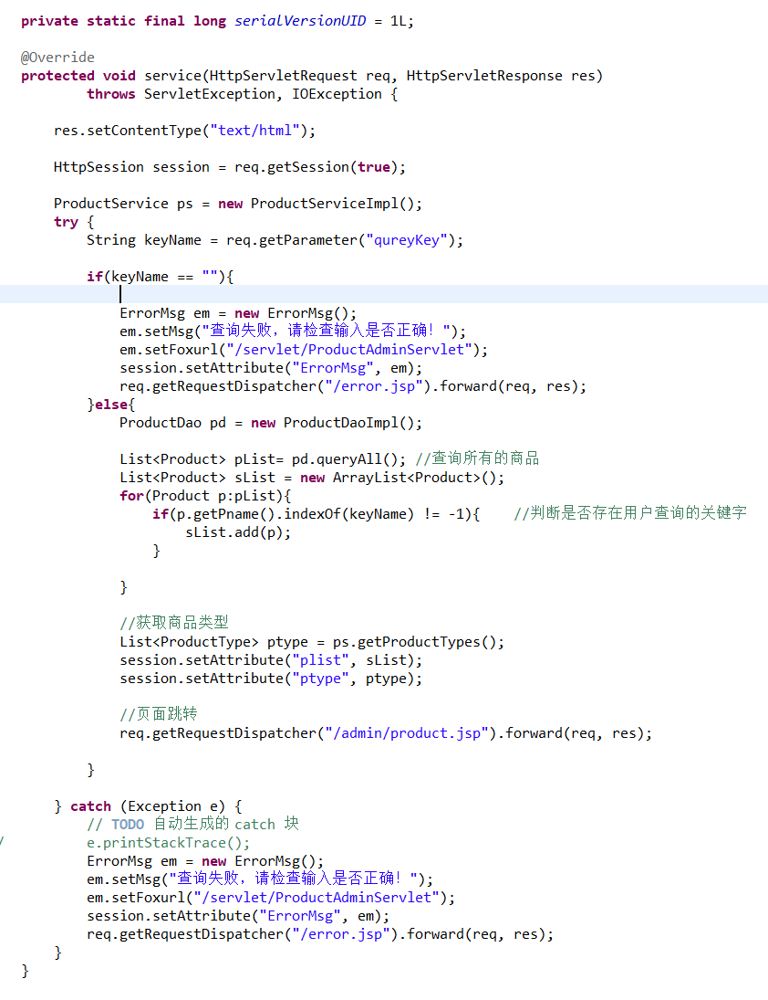 private static final long serialVersionUID = 1L;
@Override
protected void service(HttpServletRequest req, HttpServletResponse res)
throws ServletException, IOException {
res.setContentType("text/html");
HttpSession session = req.getSession(true);
ProductService ps = new ProductServiceImpl();
try {
String keyName = req.getParameter("qureyKey");
if(keyName == ""){
ErrorMsg em = new ErrorMsg();
em.setMsg("查询失败，请检查输入是否正确！");
em.setFoxurl("/servlet/ProductAdminServlet");
session.setAttribute("ErrorMsg", em);
req.getRequestDispatcher("/error.jsp").forward(req, res);
}else{
ProductDao pd = new ProductDaoImpl();
List<Product> pList= pd.queryAll(); //查询所有的商品
List<Product> sList = new ArrayList<Product>();
for(Product p:pList){
if(p.getPname().indexOf(keyName) != -1){    //判断是否存在用户查询的关键字
sList.add(p);
}
}
//获取商品类型
List<ProductType> ptype = ps.getProductTypes();
session.setAttribute("plist", sList);
session.setAttribute("ptype", ptype);
//页面跳转
req.getRequestDispatcher("/admin/product.jsp").forward(req, res);
}
} catch (Exception e) {
// TODO 自动生成的 catch 块
/ e.printStackTrace();
ErrorMsg em = new ErrorMsg();
em.setMsg("查询失败，请检查输入是否正确！");
em.setFoxurl("/servlet/ProductAdminServlet");
session.setAttribute("ErrorMsg", em);
req.getRequestDispatcher("/error.jsp").forward(req, res);
}
}